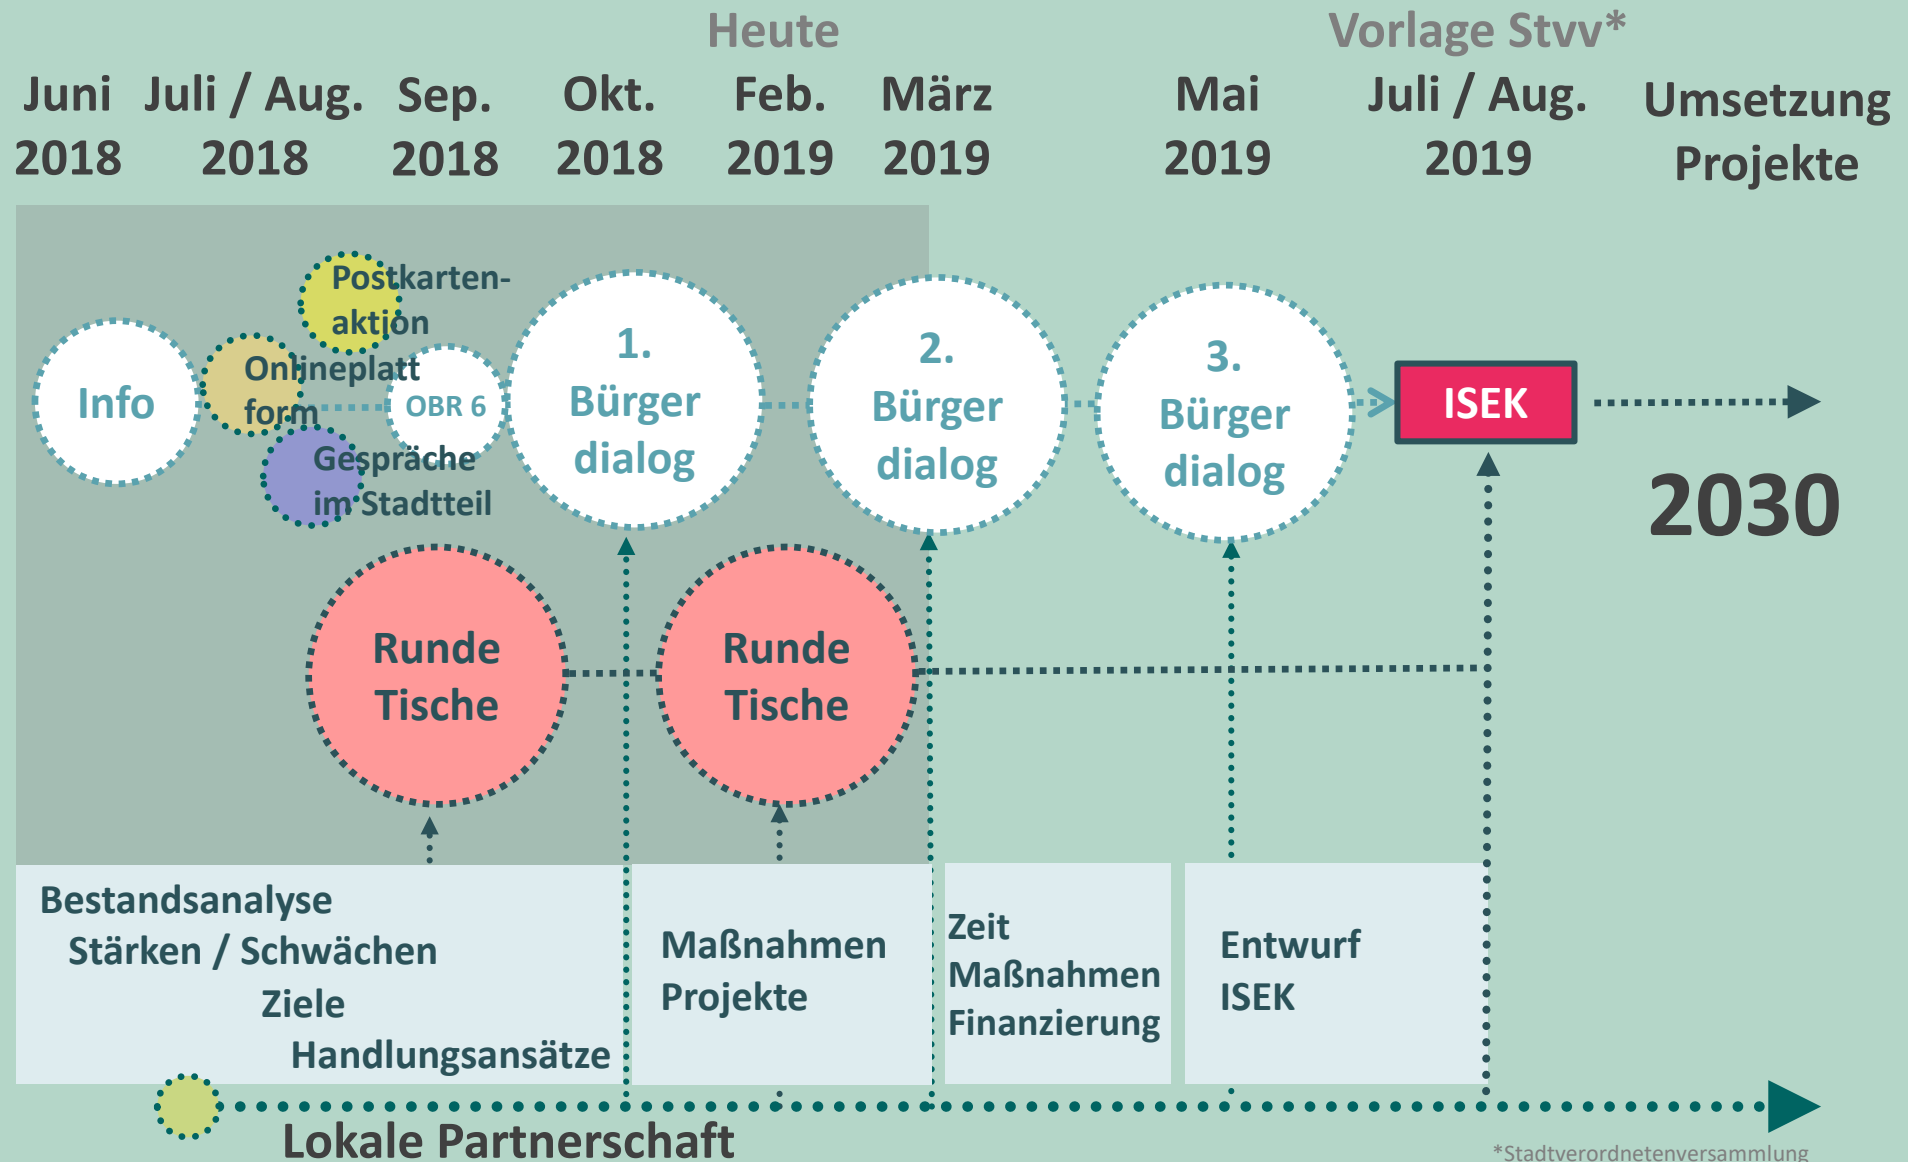 Heute
Vorlage Stvv*
Juni
2018
Juli / Aug.
2018
Sep.
2018
Okt.
2018
Feb.
2019
März
2019
Mai
2019
Juli / Aug.
2019
Umsetzung
Projekte
Info
Postkarten-
aktion
Onlineplatt
form
Gespräche
im Stadtteil
OBR 6
1.
Bürger
dialog
2.
Bürger
dialog
3.
Bürger
dialog
ISEK
2030
Runde
Tische
Runde
Tische
Bestandsanalyse
Stärken / Schwächen
Ziele
Handlungsansätze
Maßnahmen
Projekte
Zeit
Maßnahmen
Finanzierung
Entwurf
ISEK
Lokale Partnerschaft
*Stadtverordnetenversammlung